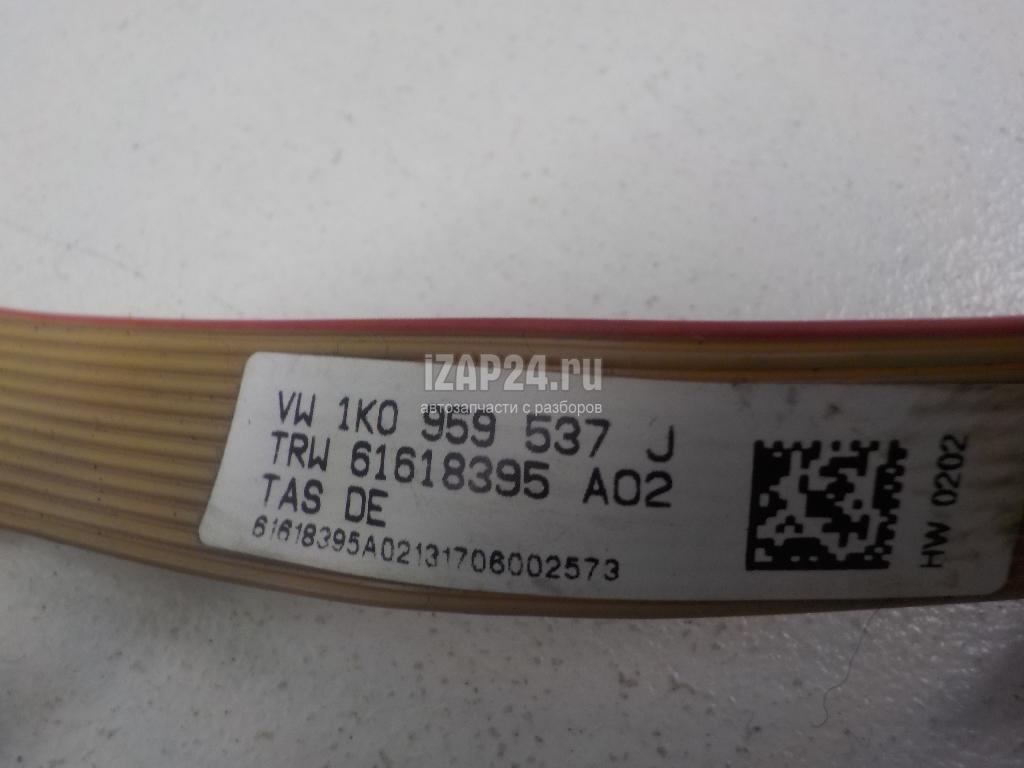 iZAP24.ru
автозапчасти с разборов
VW 1K0 959 537 J
TRW 61618395 A02
TAS DE
61618395A02131706002573
HW 0202